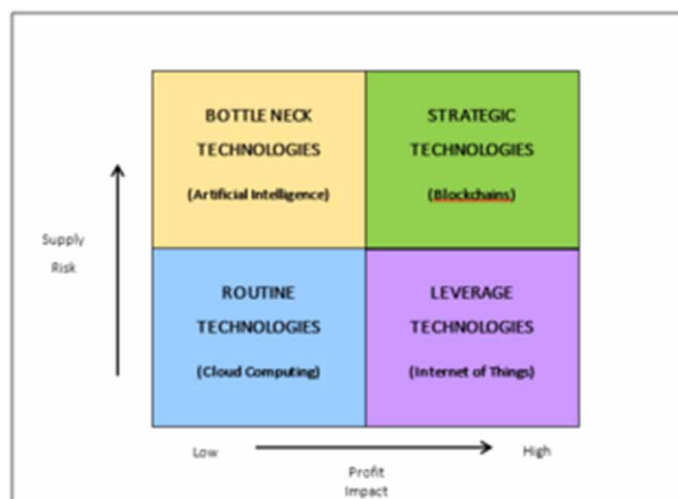 BOTTLE NECK
TECHNOLOGIES
(Artificial Intelligence)
STRATEGIC
TECHNOLOGIES
(Blockchains)
Supply
Risk
ROUTINE
TECHNOLOGIES
(Cloud Computing)
LEVERAGE
TECHNOLOGIES
(Internet of Things)
Low
High
Profit
Impact